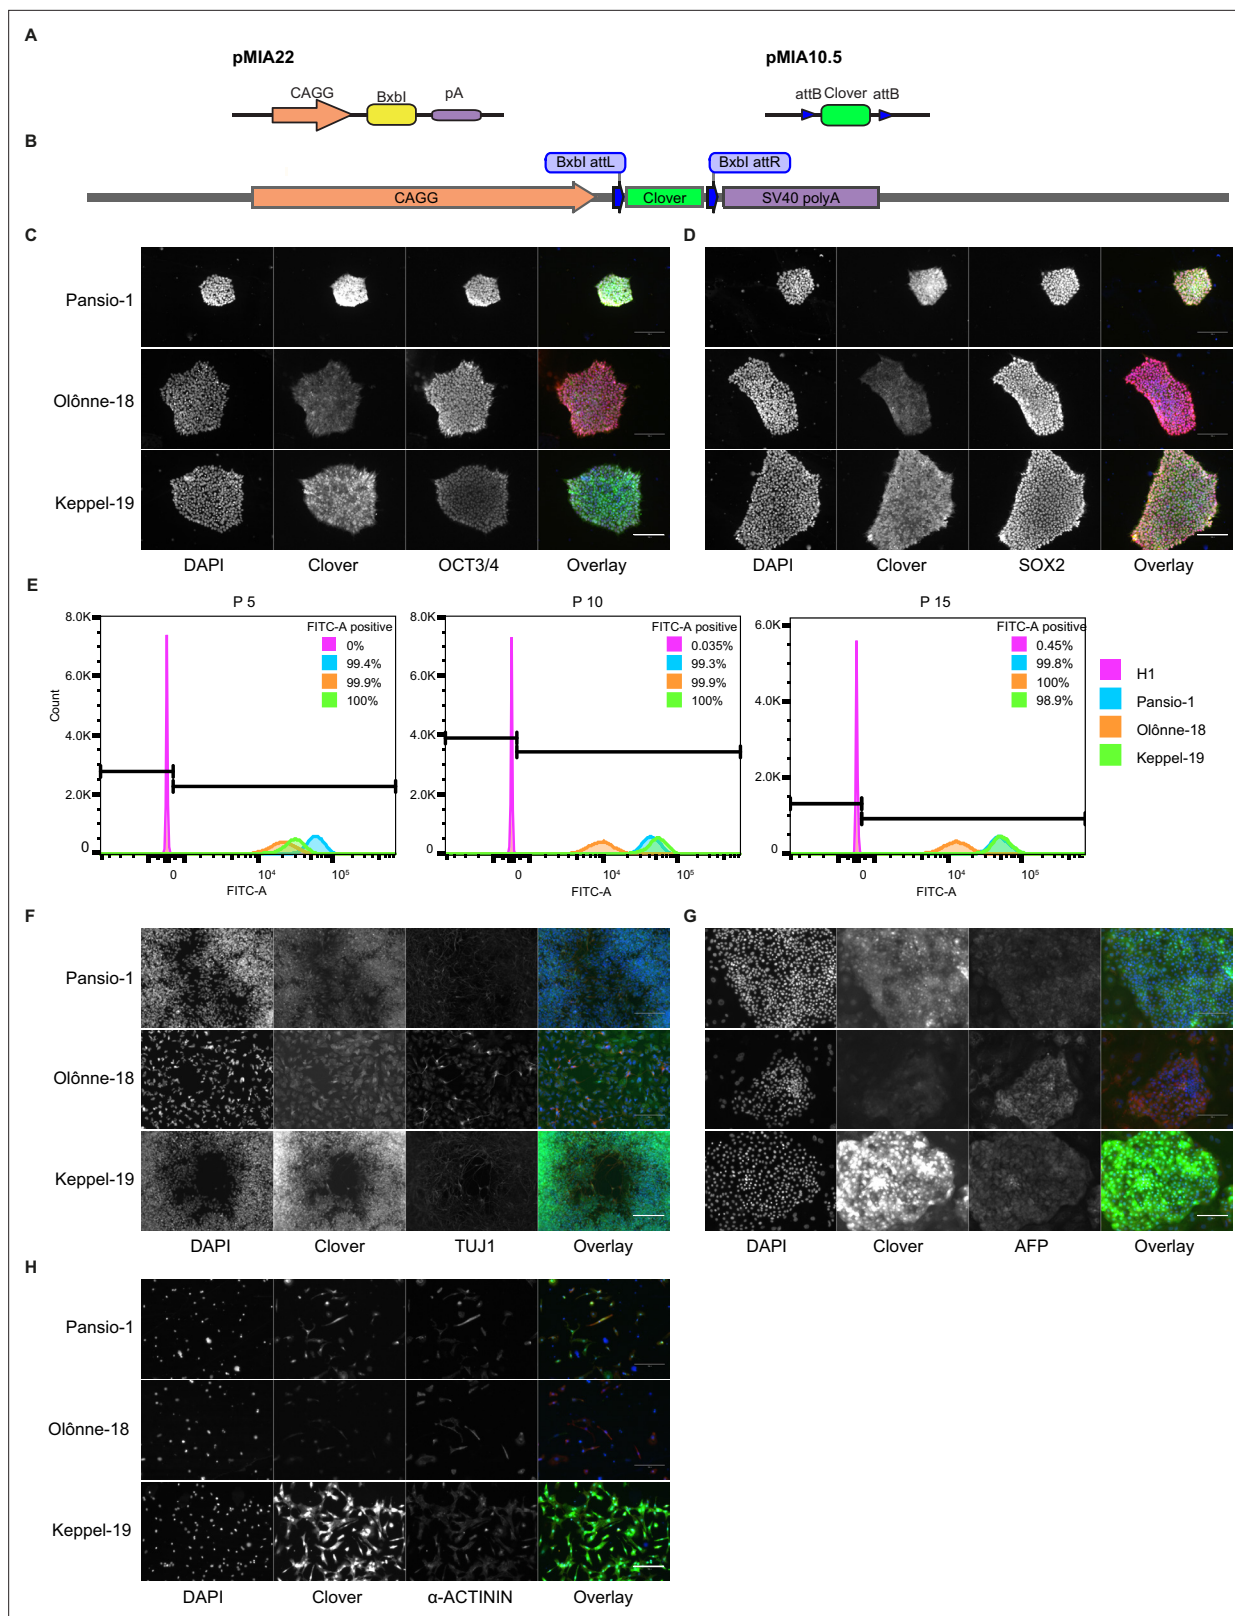 A
pMIA22
pMIA10.5
CAGG
BxbI
pA
attB
Clover
attB
B
BxbI attL
BxbI attR
CAGG
Clover
SV40 polyA
C
D
Pansio-1
Olônne-18
Keppel-19
DAPI
Clover
OCT3/4
Overlay
DAPI
Clover
SOX2
Overlay
E
P 5
P 10
P 15
8.0K
6.0K
4.0K
2.0K
0
Count
FITC-A positive
0%
99.4%
99.9%
100%
0
10⁴
10⁵
FITC-A
8.0K
6.0K
4.0K
2.0K
0
FITC-A positive
0.035%
99.3%
99.9%
100%
0
10⁴
10⁵
FITC-A
6.0K
4.0K
2.0K
0
FITC-A positive
0.45%
99.8%
100%
98.9%
0
10⁴
10⁵
FITC-A
H1
Pansio-1
Olônne-18
Keppel-19
F
G
Pansio-1
Olônne-18
Keppel-19
DAPI
Clover
TUJ1
Overlay
DAPI
Clover
AFP
Overlay
H
Pansio-1
Olônne-18
Keppel-19
DAPI
Clover
α-ACTININ
Overlay